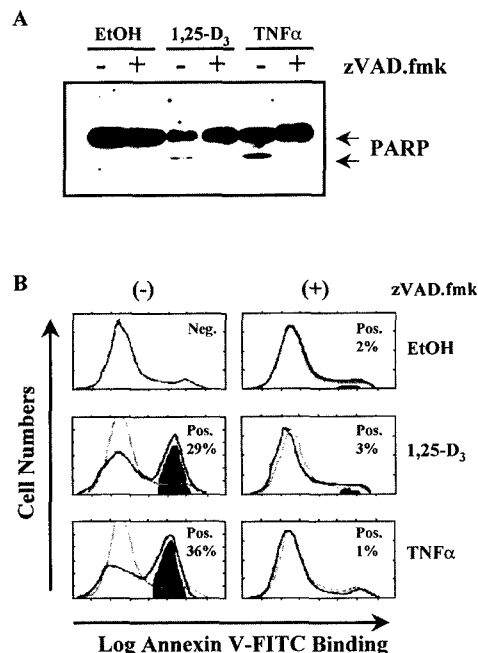 A
EtOH 1,25-D3 TNFα
- + - + - + zVAD.fmk
PARP
B
(-) (+) zVAD.fmk
Neg. Pos. 2% EtOH
Pos. 29% Pos. 3% 1,25-D3
Pos. 36% Pos. 1% TNFα
Cell Numbers
Log Annexin V-FITC Binding